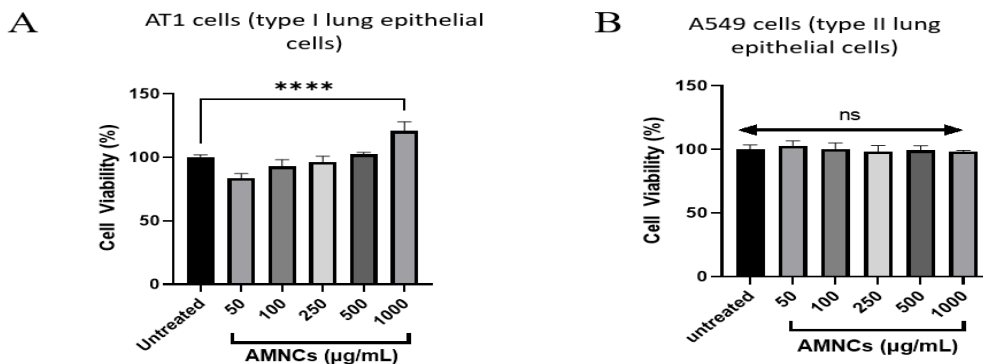 A
AT1 cells (type I lung epithelial
cells)
****
150
100
50
0
Cell Viability (%)
Untreated
50
100
250
500
1000
AMNCs (µg/mL)
B
A549 cells (type II lung
epithelial cells)
ns
150
100
50
0
Cell Viability (%)
untreated
50
100
250
500
1000
AMNCs (µg/mL)